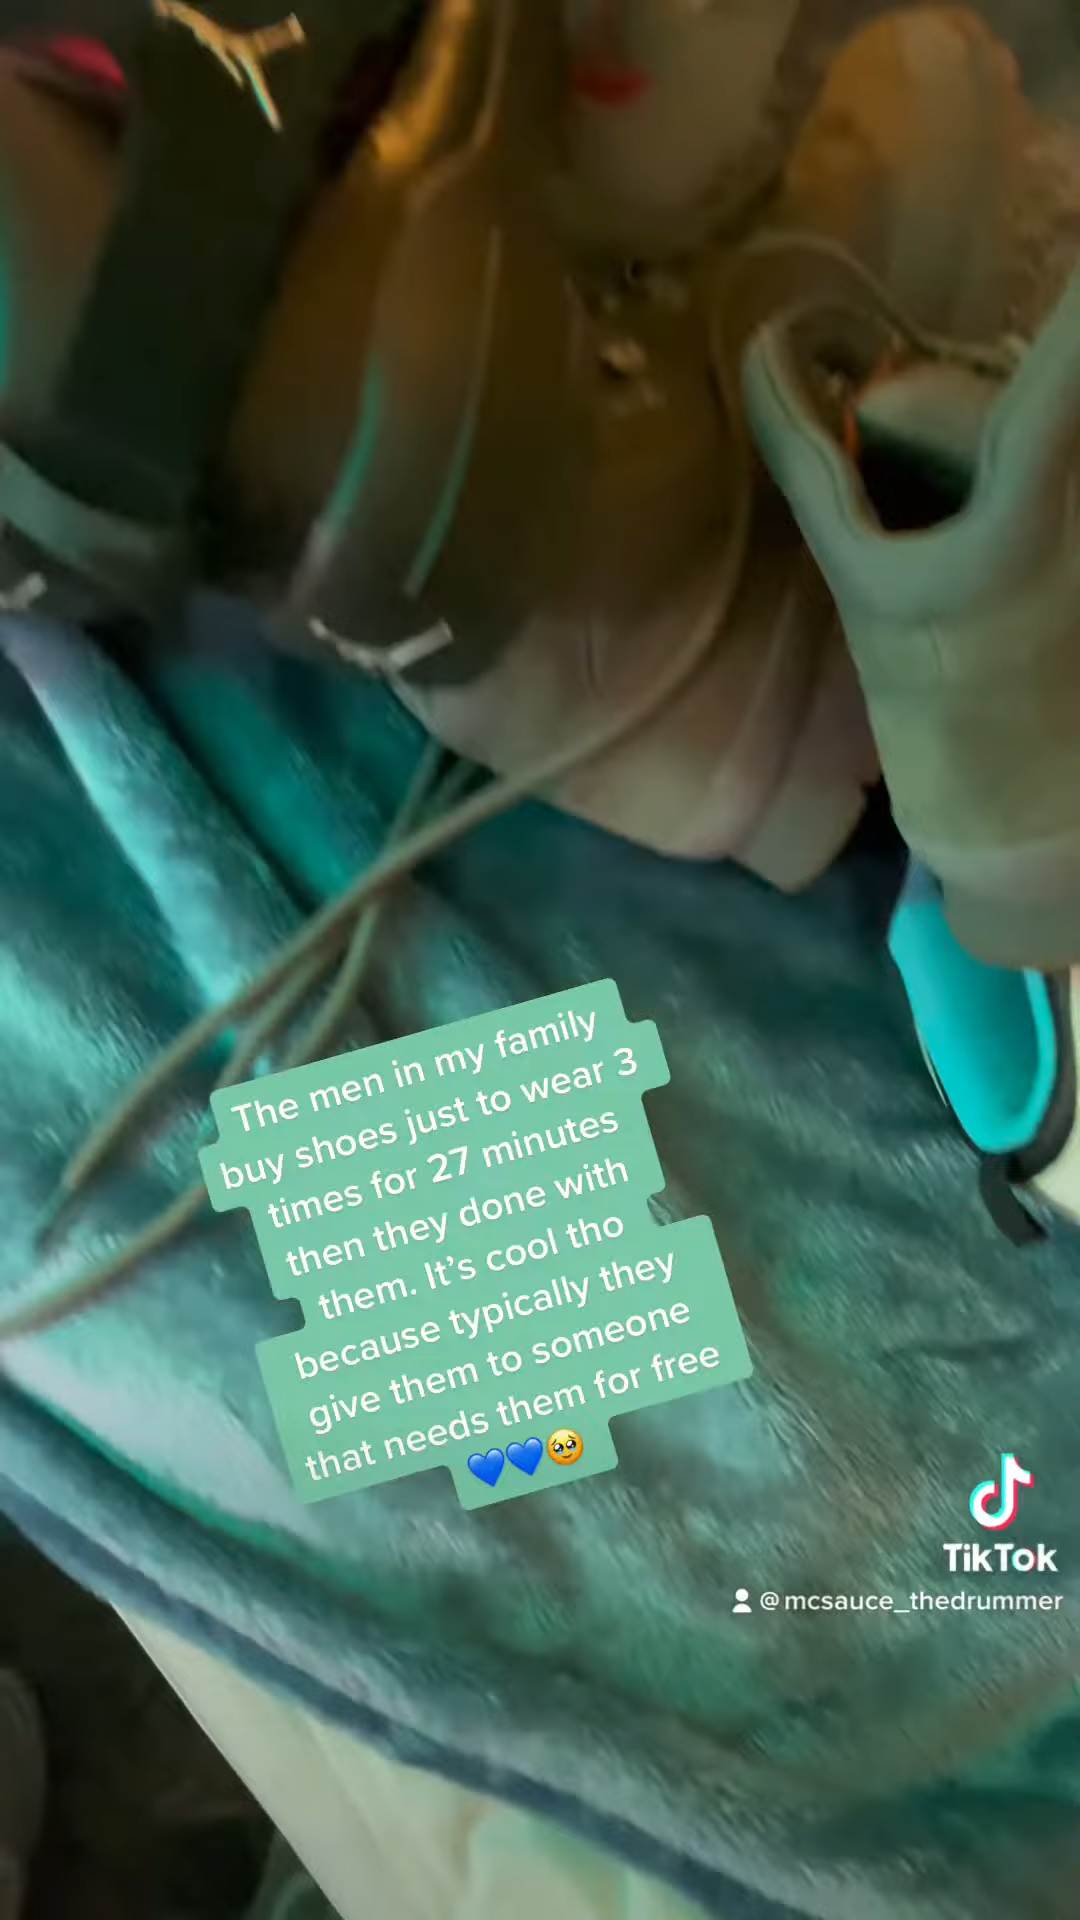 The men in my family
buy shoes just to wear 3
times for 27 minutes
then they done with
them. It’s cool tho
because typically they
give them to someone
that needs them for free
💙💙🥹
TikTok
@mcsauce_thedrummer